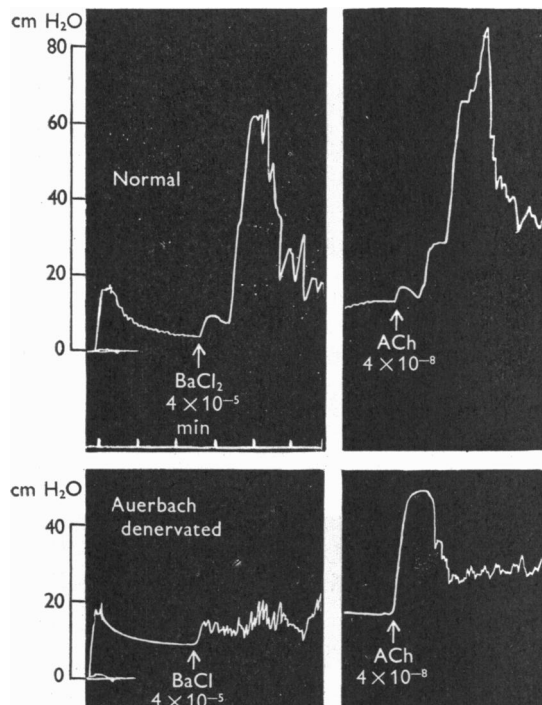 cm H₂O
80
60
Normal
40
20
0
BaCl₂
4 × 10⁻⁵
min
ACh
4 × 10⁻⁸
cm H₂O
Auerbach
denervated
40
20
0
BaCl
4 × 10⁻⁵
ACh
4 × 10⁻⁸